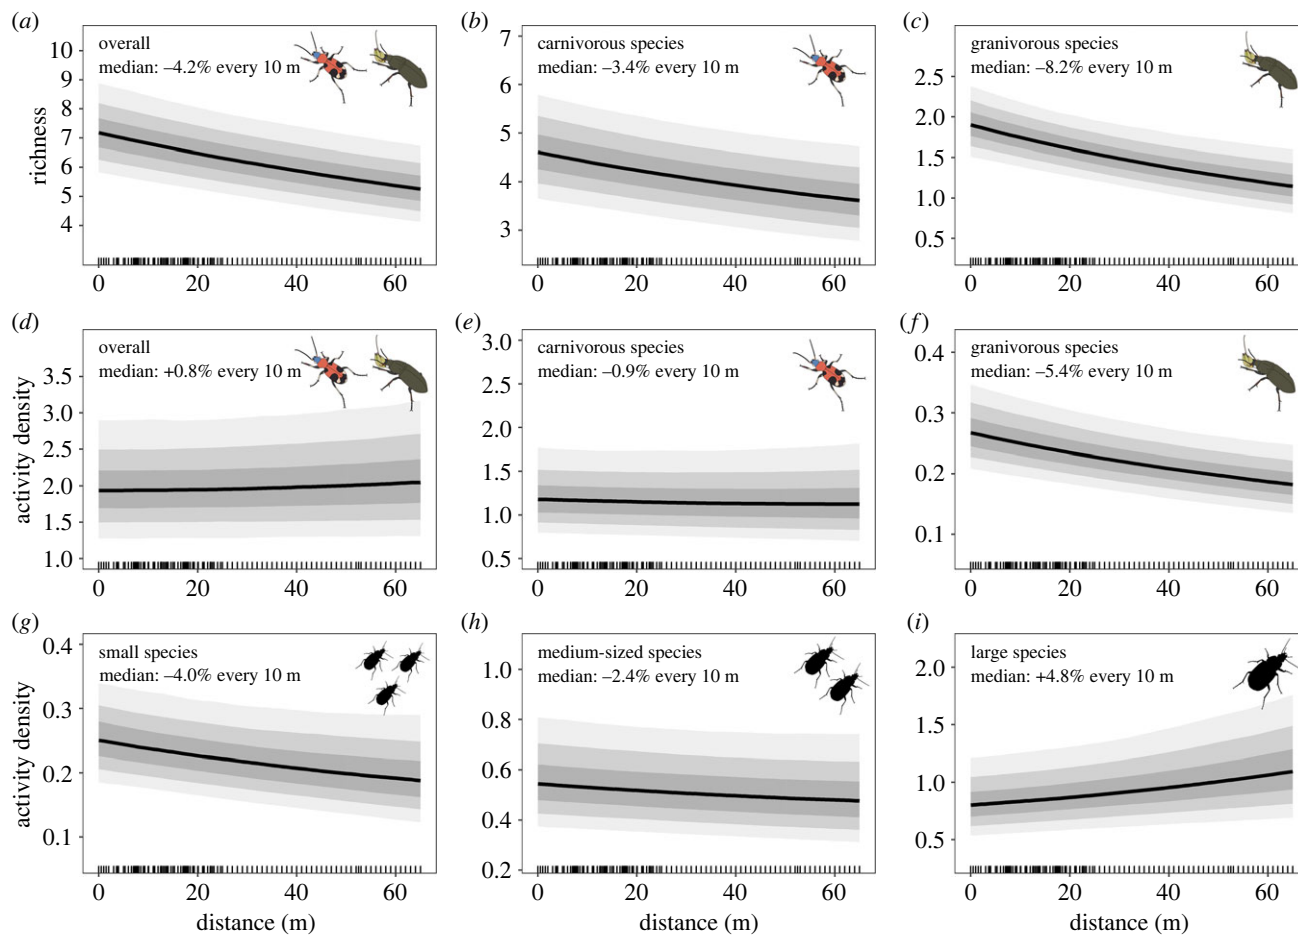 (a)
overall
median: –4.2% every 10 m
richness
10
9
8
7
6
5
4
0 20 40 60
(b)
carnivorous species
median: –3.4% every 10 m
7
6
5
4
3
0 20 40 60
(c)
granivorous species
median: –8.2% every 10 m
2.5
2.0
1.5
1.0
0.5
0 20 40 60
(d)
overall
median: +0.8% every 10 m
activity density
3.5
3.0
2.5
2.0
1.5
1.0
0 20 40 60
(e)
carnivorous species
median: –0.9% every 10 m
3.0
2.5
2.0
1.5
1.0
0.5
0 20 40 60
(f)
granivorous species
median: –5.4% every 10 m
0.4
0.3
0.2
0.1
0 20 40 60
(g)
small species
median: –4.0% every 10 m
activity density
0.4
0.3
0.2
0.1
0 20 40 60
distance (m)
(h)
medium-sized species
median: –2.4% every 10 m
1.0
0.8
0.6
0.4
0.2
0 20 40 60
distance (m)
(i)
large species
median: +4.8% every 10 m
2.0
1.5
1.0
0.5
0 20 40 60
distance (m)